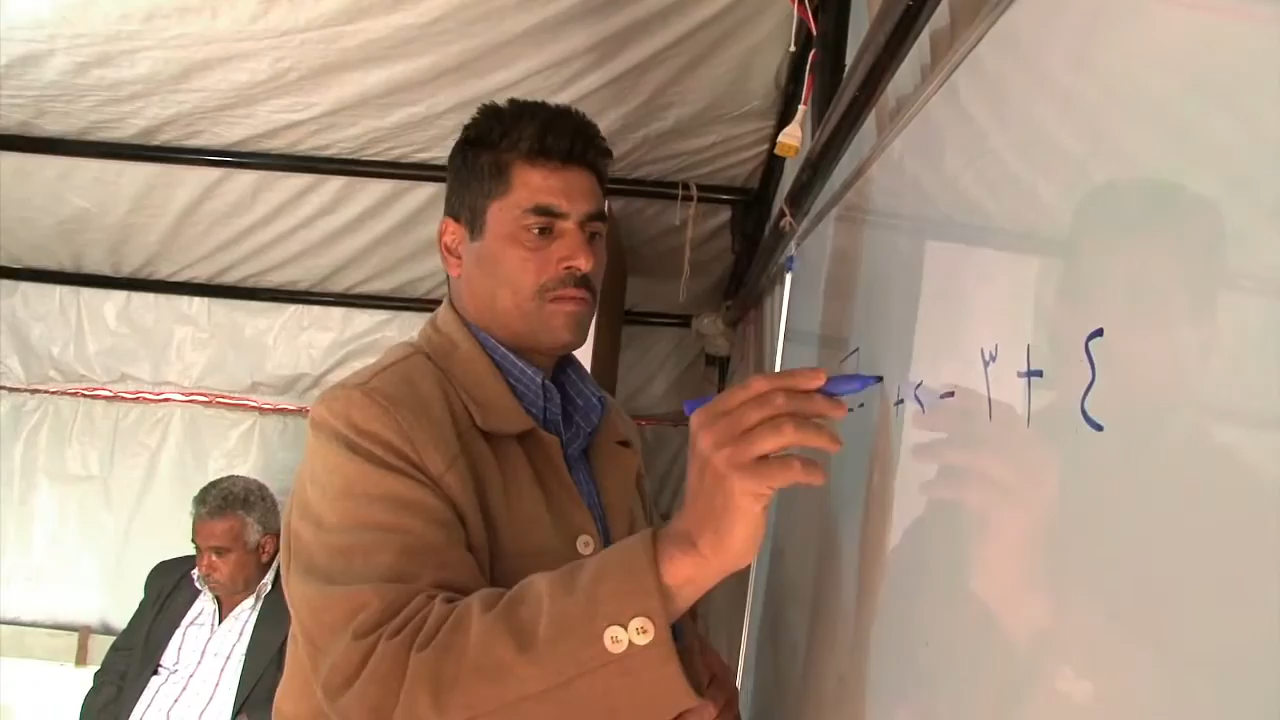 ٤ + ٣ - ٢ +